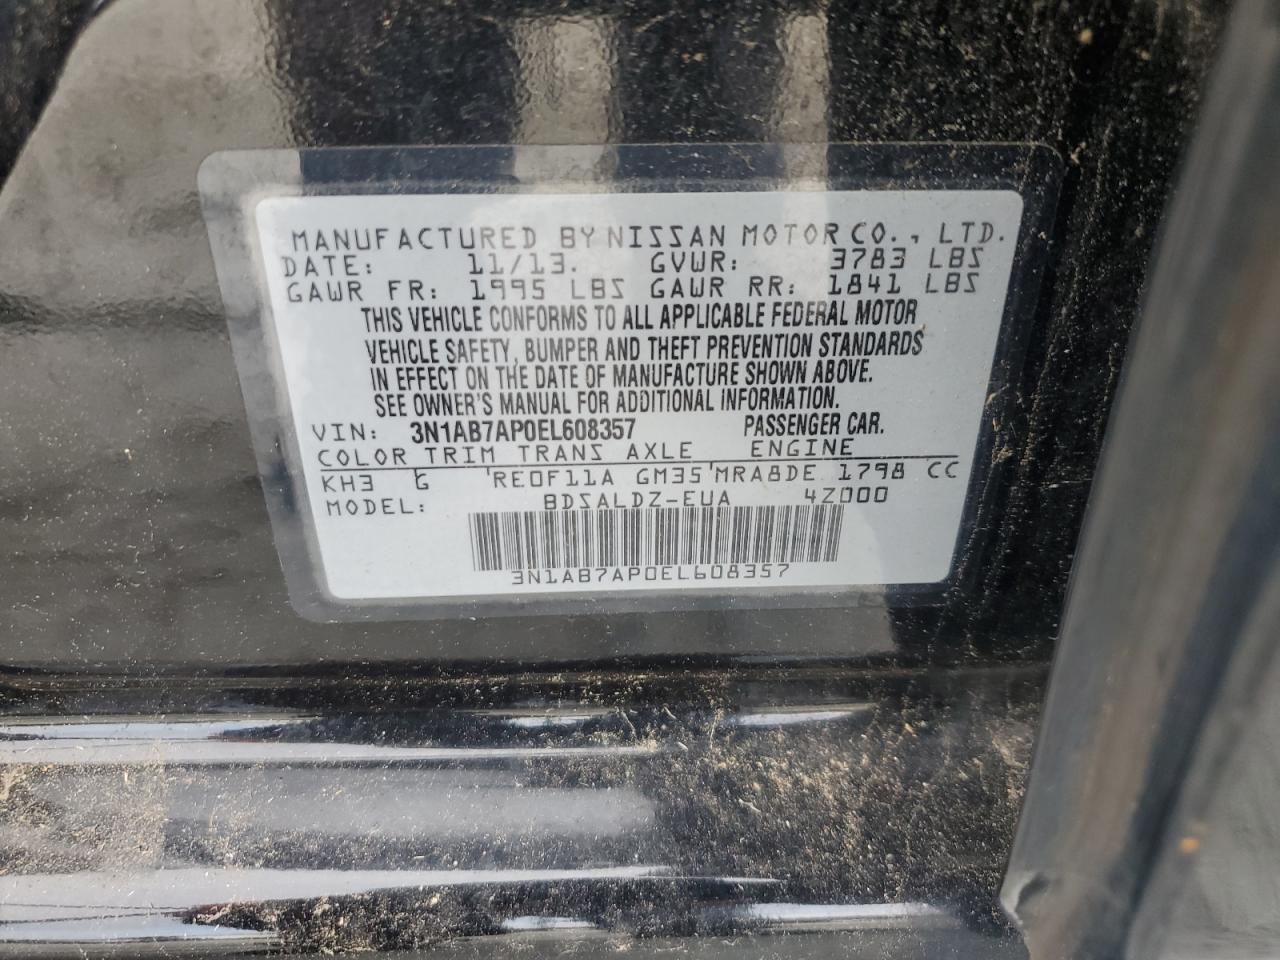 MANUFACTURED BY NISSAN MOTOR CO., LTD.
DATE: 11/13. GVWR: 3783 LBS
GAWR FR: 1995 LBS GAWR RR: 1841 LBS
THIS VEHICLE CONFORMS TO ALL APPLICABLE FEDERAL MOTOR
VEHICLE SAFETY, BUMPER AND THEFT PREVENTION STANDARDS
IN EFFECT ON THE DATE OF MANUFACTURE SHOWN ABOVE.
SEE OWNER'S MANUAL FOR ADDITIONAL INFORMATION.
VIN: 3N1AB7AP0EL608357 PASSENGER CAR.
COLOR TRIM TRANS AXLE ENGINE
KH3 G RE0F11A GM35 MRA8DE 1798 CC
MODEL: BDSALDZ-EUA 4Z000
3N1AB7AP0EL608357